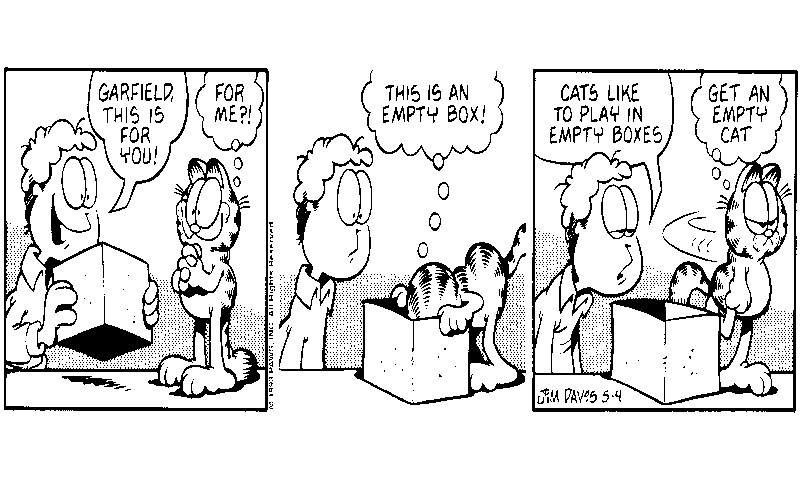 GARFIELD,
THIS IS
FOR
YOU!
FOR
ME?!
THIS IS AN
EMPTY BOX!
CATS LIKE
TO PLAY IN
EMPTY BOXES
GET AN
EMPTY
CAT
JIM DAVIS 5-4